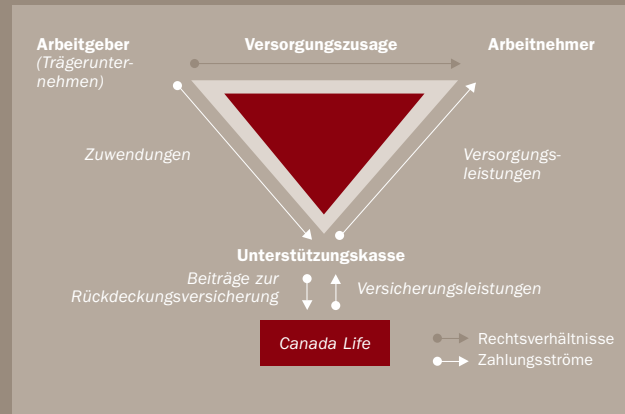 Arbeitgeber
(Trägerunter-
nehmen)
Versorgungszusage
Arbeitnehmer
Zuwendungen
Versorgungs-
leistungen
Unterstützungskasse
Beiträge zur
Rückdeckungsversicherung
Versicherungsleistungen
Canada Life
Rechtsverhältnisse
Zahlungsströme